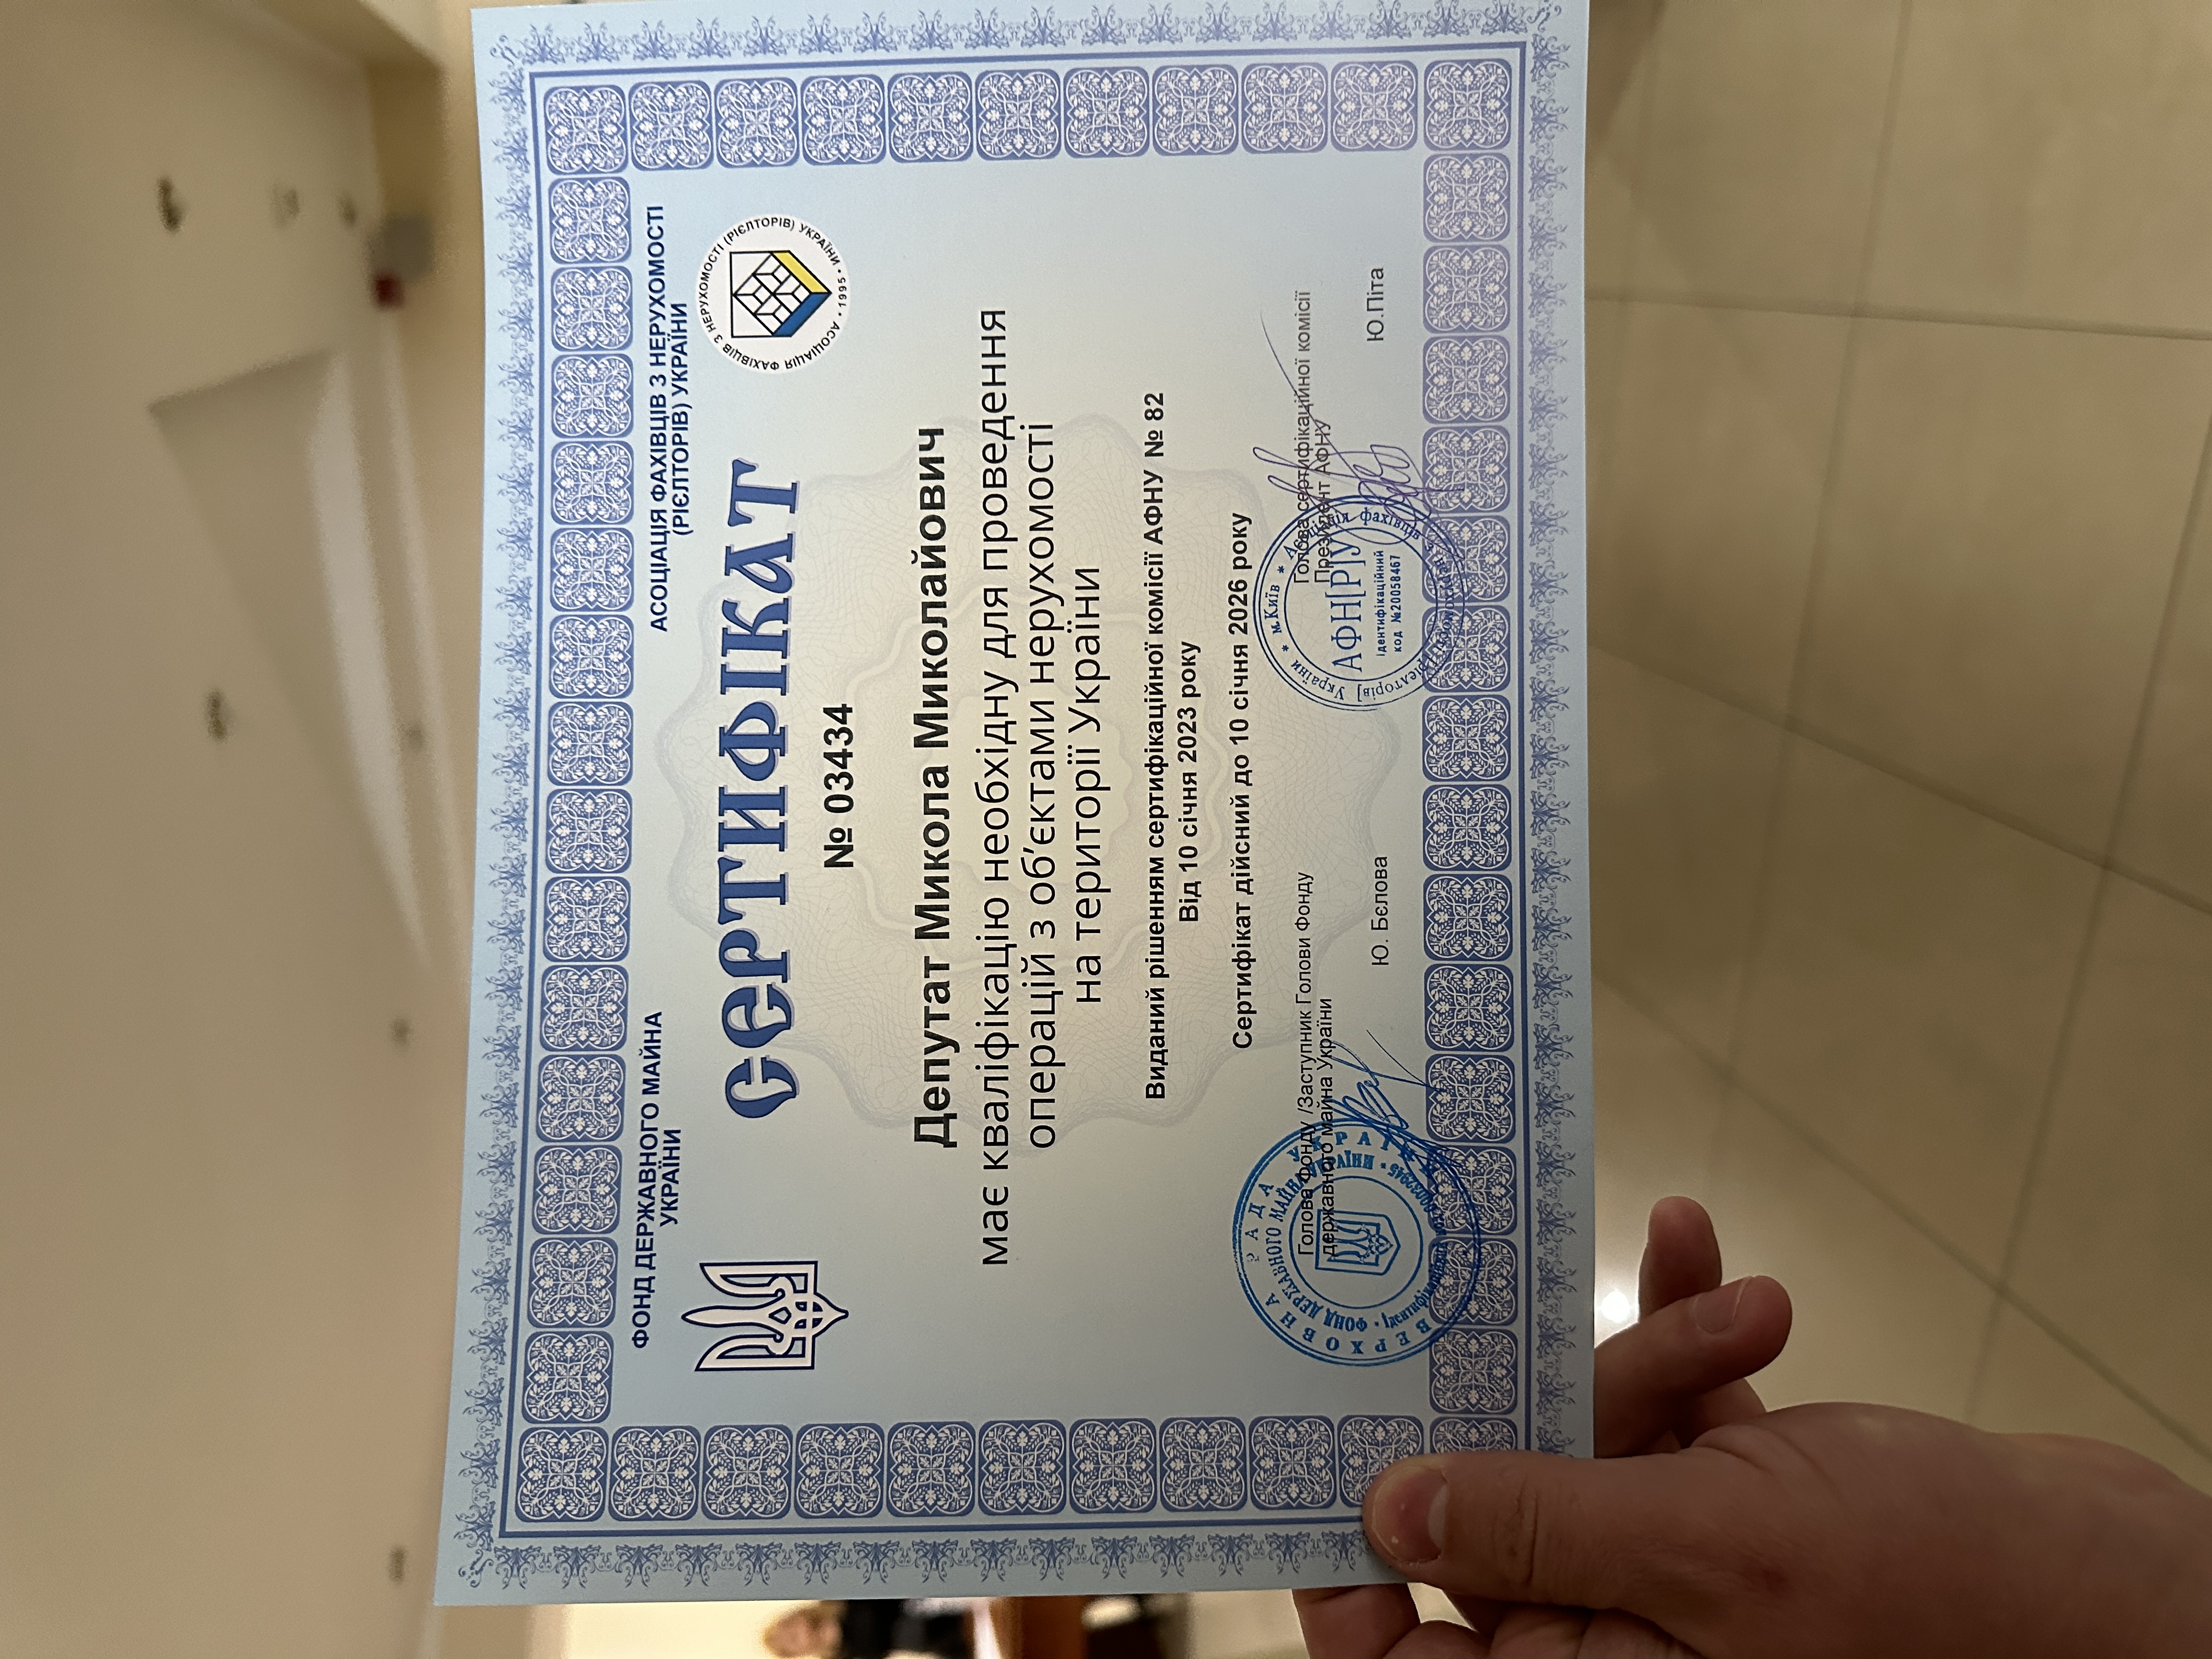 ФОНД ДЕРЖАВНОГО МАЙНА
УКРАЇНИ
АСОЦІАЦІЯ ФАХІВЦІВ З НЕРУХОМОСТІ
(РІЄЛТОРІВ) УКРАЇНИ
АСОЦІАЦІЯ ФАХІВЦІВ З НЕРУХОМОСТІ (РІЄЛТОРІВ) УКРАЇНИ • 1995 •
СЕРТИФІКАТ
№ 03434
Депутат Микола Миколайович
має кваліфікацію необхідну для проведення
операцій з об’єктами нерухомості
на території України
Виданий рішенням сертифікаційної комісії АФНУ № 82
Від 10 січня 2023 року
Сертифікат дійсний до 10 січня 2026 року
Голова Фонду /Заступник Голови Фонду
державного майна України
Ю. Бєлова
Голова сертифікаційної комісії
Президент АФНУ
Ю.Піта
ВЕРХОВНА РАДА УКРАЇНИ
ФОНД ДЕРЖАВНОГО МАЙНА УКРАЇНИ
м.Київ * Асоціація фахівців
[рієлторів] України *
АФН[Р]У
ідентифікаційний
код №20058467